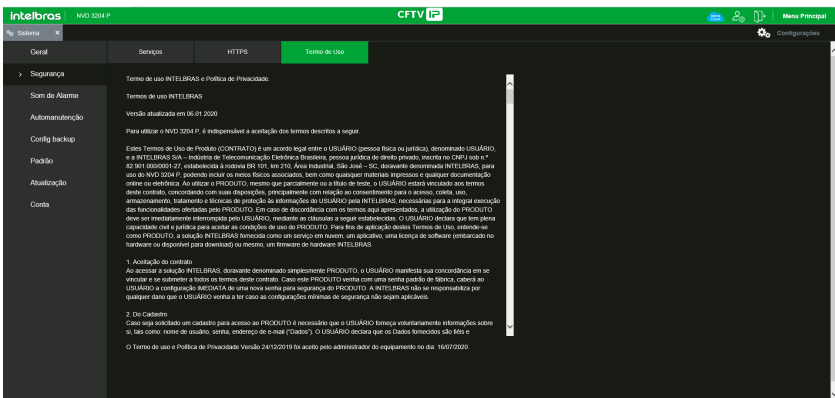 intelbras NVD 3204 P CFTV IP Intelbras Cloud Menu Principal
Sistema X Configurações
Geral Serviços HTTPS Termo de Uso
Segurança
Som de Alarme
Automanutenção
Config backup
Padrão
Atualização
Conta
Termo de uso INTELBRAS e Política de Privacidade.
Termos de uso INTELBRAS
Versão atualizada em 06.01.2020
Para utilizar o NVD 3204 P, é indispensável a aceitação dos termos descritos a seguir.
Estes Termos de Uso de Produto (CONTRATO) é um acordo legal entre o USUÁRIO (pessoa física ou jurídica), denominado USUÁRIO,
e a INTELBRAS S/A – Indústria de Telecomunicação Eletrônica Brasileira, pessoa jurídica de direito privado, inscrita no CNPJ sob n.º
82.901.000/0001-27, estabelecida à rodovia BR 101, km 210, Área Industrial, São José – SC, doravante denominada INTELBRAS, para
uso do NVD 3204 P, podendo incluir os meios físicos associados, bem como quaisquer materiais impressos e qualquer documentação
online ou eletrônica. Ao utilizar o PRODUTO, mesmo que parcialmente ou a título de teste, o USUÁRIO estará vinculado aos termos
deste contrato, concordando com suas disposições, principalmente com relação ao consentimento para o acesso, coleta, uso,
armazenamento, tratamento e técnicas de proteção às informações do USUÁRIO pela INTELBRAS, necessárias para a integral execução
das funcionalidades ofertadas pelo PRODUTO. Em caso de discordância com os termos aqui apresentados, a utilização do PRODUTO
deve ser imediatamente interrompida pelo USUÁRIO, mediante as cláusulas a seguir estabelecidas. O USUÁRIO declara que tem plena
capacidade civil e jurídica para aceitar as condições de uso do PRODUTO. Para fins de aplicação destes Termos de Uso, entende-se
como PRODUTO, a solução INTELBRAS fornecida como um serviço em nuvem, um aplicativo, uma licença de software (embarcado no
hardware ou disponível para download) ou mesmo, um firmware de hardware INTELBRAS.
1. Aceitação do contrato
Ao acessar a solução INTELBRAS, doravante denominado simplesmente PRODUTO, o USUÁRIO manifesta sua concordância em se
vincular e se submeter a todos os termos deste contrato. Caso este PRODUTO venha com uma senha padrão de fábrica, caberá ao
USUÁRIO a configuração IMEDIATA de uma nova senha para segurança do PRODUTO. A INTELBRAS não se responsabiliza por
qualquer dano que o USUÁRIO venha a ter caso as configurações mínimas de segurança não sejam aplicáveis.
2. Do Cadastro
Caso seja solicitado um cadastro para acesso ao PRODUTO é necessário que o USUÁRIO forneça voluntariamente informações sobre
si, tais como: nome de usuário, senha, endereço de e-mail ("Dados"). O USUÁRIO declara que os Dados fornecidos são fiéis e
O Termo de uso e Política de Privacidade Versão 24/12/2019 foi aceito pelo administrador do equipamento no dia: 16/07/2020.